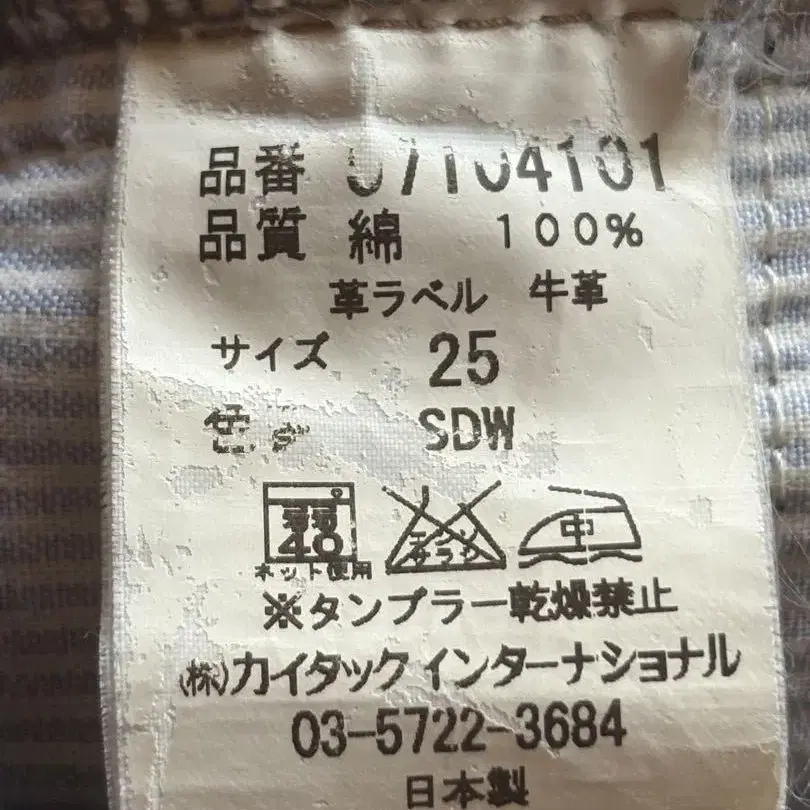 品番
品質 綿 100%
革ラベル 牛革
サイズ 25
SDW
40
ネット使用
中
※タンブラー乾燥禁止
(株)カイタックインターナショナル
03-5722-3684
日本製